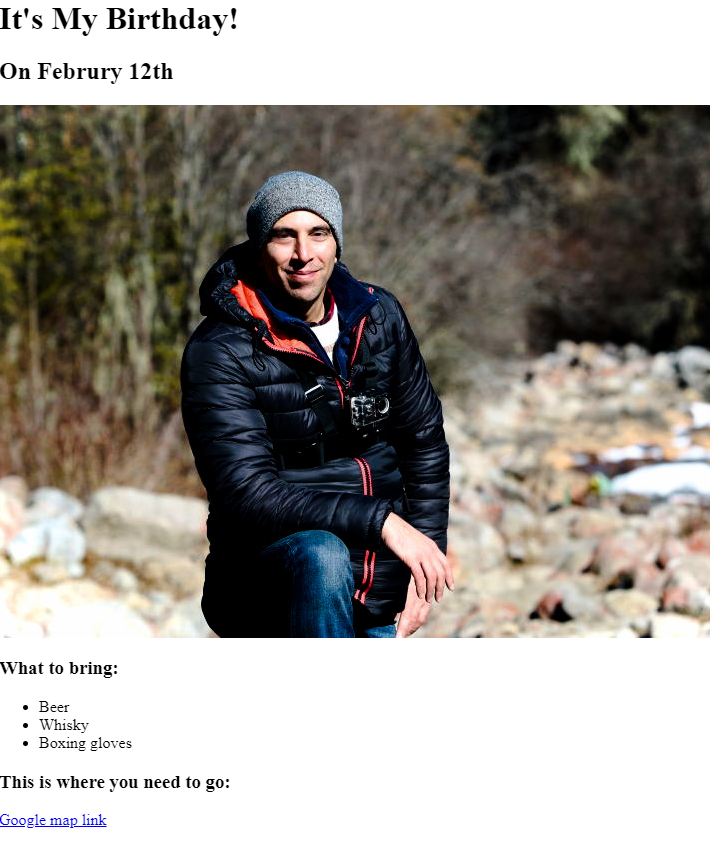 It's My Birthday!
On Februry 12th
What to bring:
Beer
Whisky
Boxing gloves
This is where you need to go:
Google map link